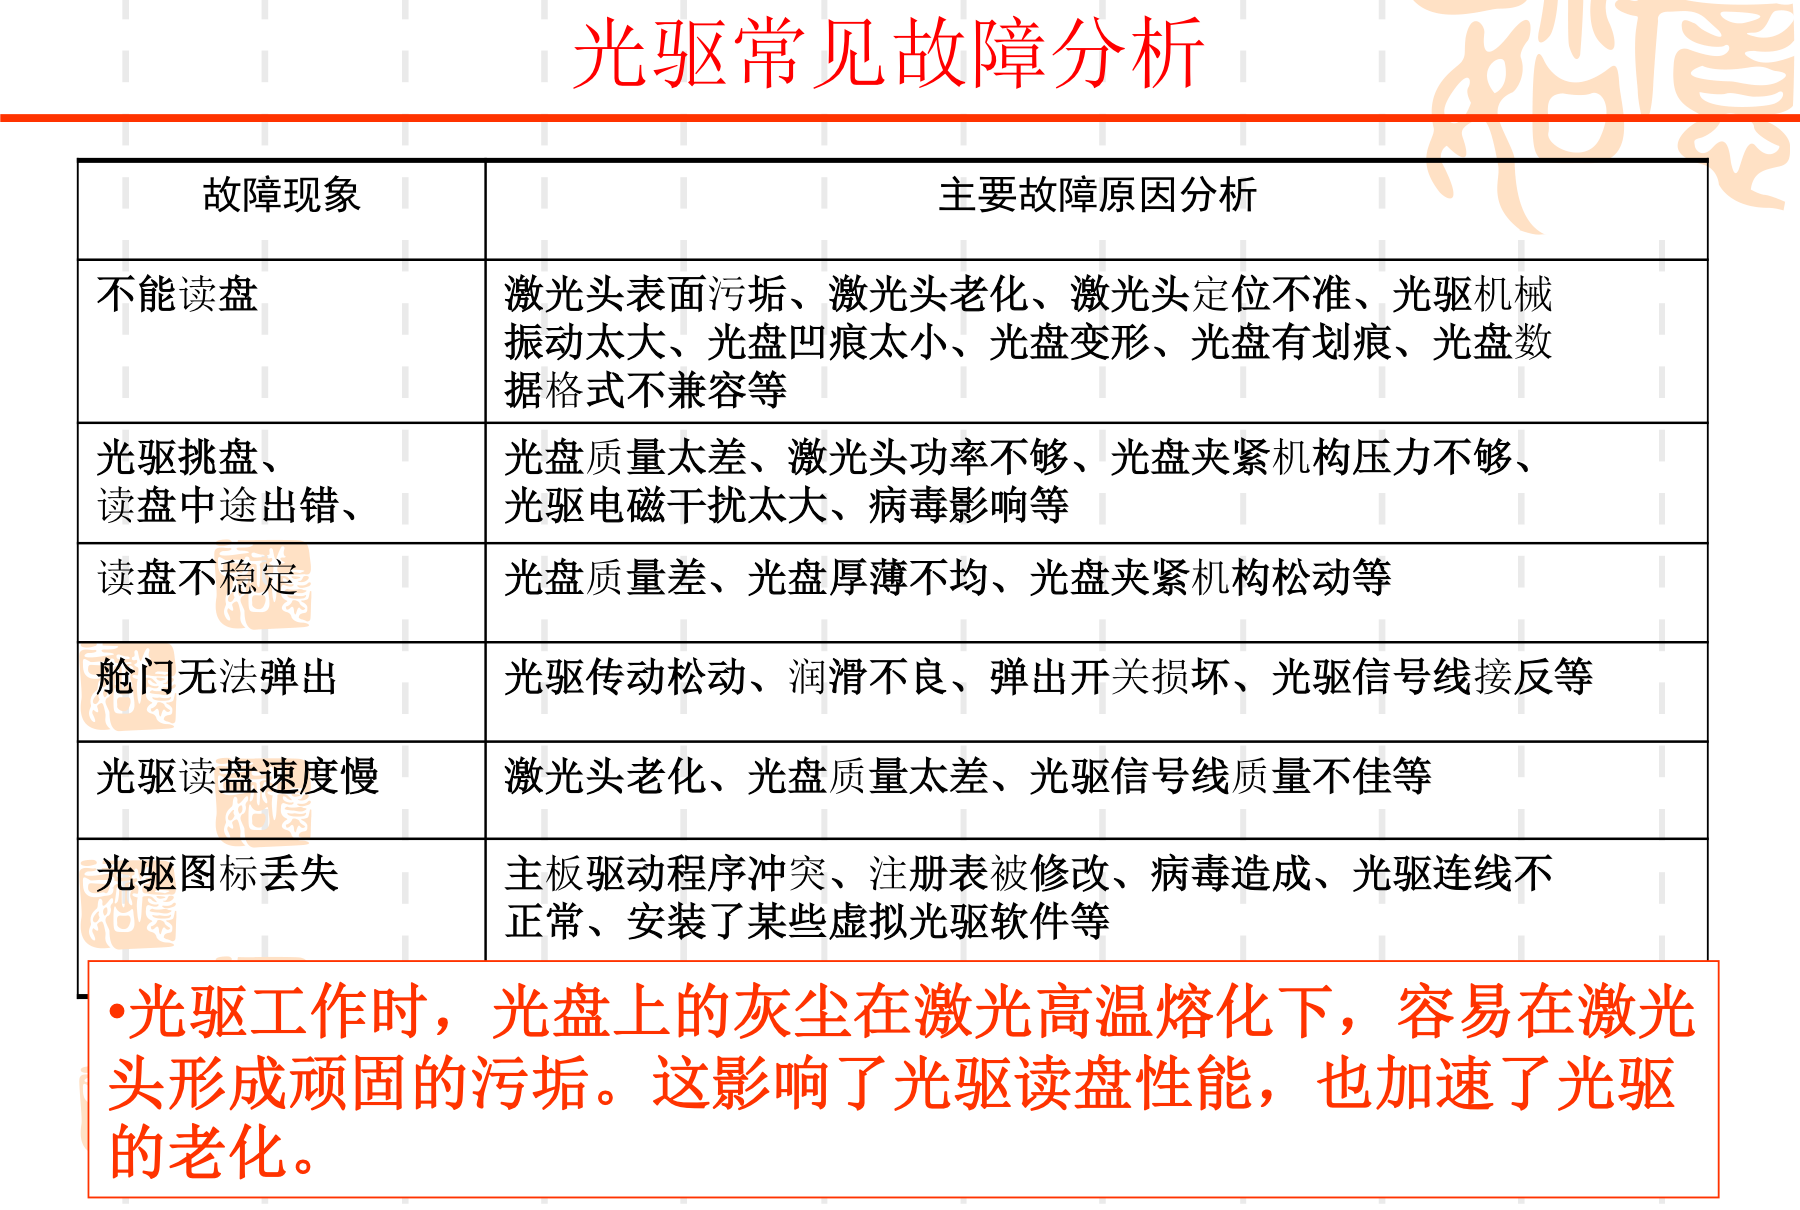 光驱常见故障分析
故障现象
主要故障原因分析
不能读盘
激光头表面污垢、激光头老化、激光头定位不准、光驱机械
振动太大、光盘凹痕太小、光盘变形、光盘有划痕、光盘数
据格式不兼容等
光驱挑盘、
读盘中途出错、
光盘质量太差、激光头功率不够、光盘夹紧机构压力不够、
光驱电磁干扰太大、病毒影响等
读盘不稳定
光盘质量差、光盘厚薄不均、光盘夹紧机构松动等
舱门无法弹出
光驱传动松动、润滑不良、弹出开关损坏、光驱信号线接反等
光驱读盘速度慢
激光头老化、光盘质量太差、光驱信号线质量不佳等
光驱图标丢失
主板驱动程序冲突、注册表被修改、病毒造成、光驱连线不
正常、安装了某些虚拟光驱软件等
•光驱工作时，光盘上的灰尘在激光高温熔化下，容易在激光
头形成顽固的污垢。这影响了光驱读盘性能，也加速了光驱
的老化。